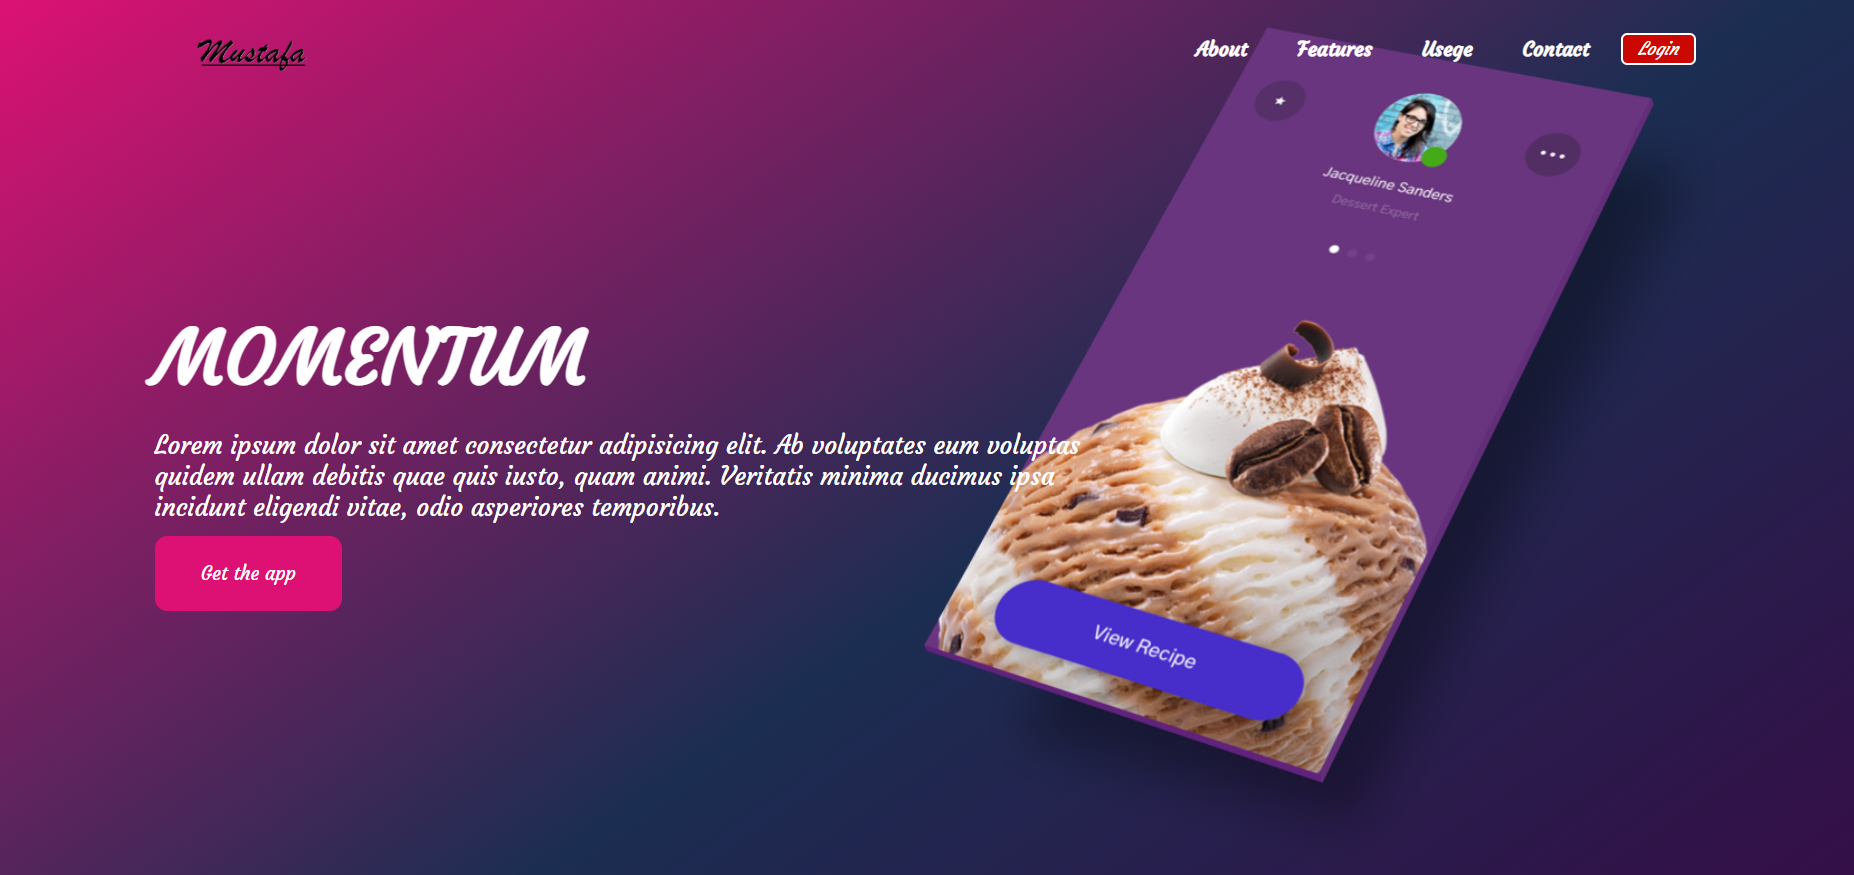 Mustafa
About Features Usege Contact Login
Jacqueline Sanders
Dessert Expert
MOMENTUM
Lorem ipsum dolor sit amet consectetur adipisicing elit. Ab voluptates eum voluptas
quidem ullam debitis quae quis iusto, quam animi. Veritatis minima ducimus ipsa
incidunt eligendi vitae, odio asperiores temporibus.
Get the app
View Recipe